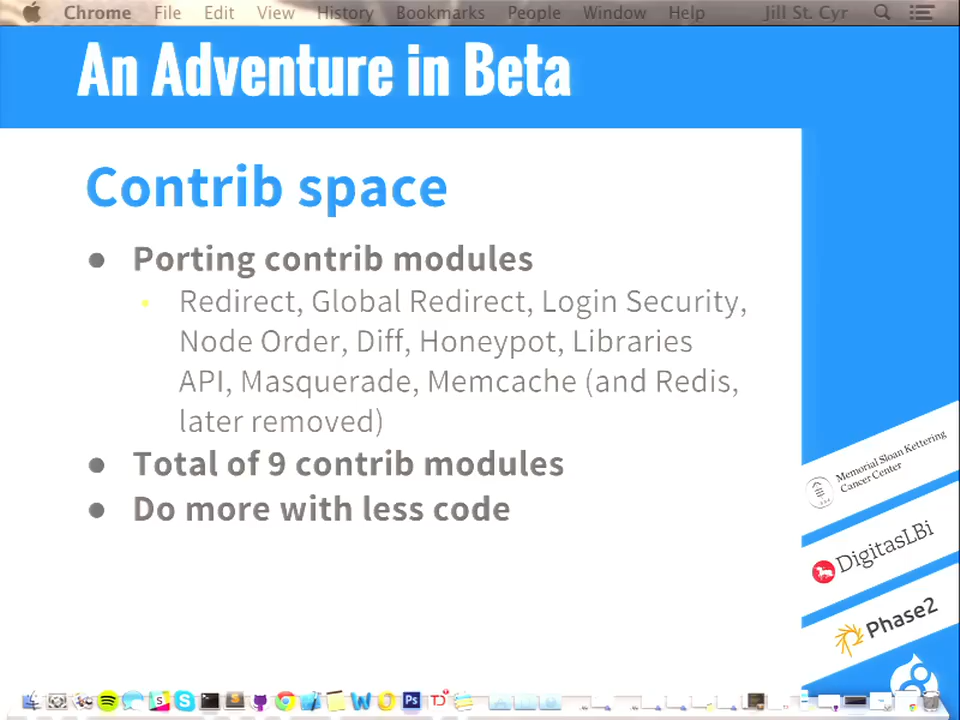 Chrome File Edit View History Bookmarks People Window Help Jill St. Cyr
An Adventure in Beta
Contrib space
● Porting contrib modules
• Redirect, Global Redirect, Login Security,
Node Order, Diff, Honeypot, Libraries
API, Masquerade, Memcache (and Redis,
later removed)
● Total of 9 contrib modules
● Do more with less code
Memorial Sloan Kettering
Cancer Center
DigitasLBi
Phase2